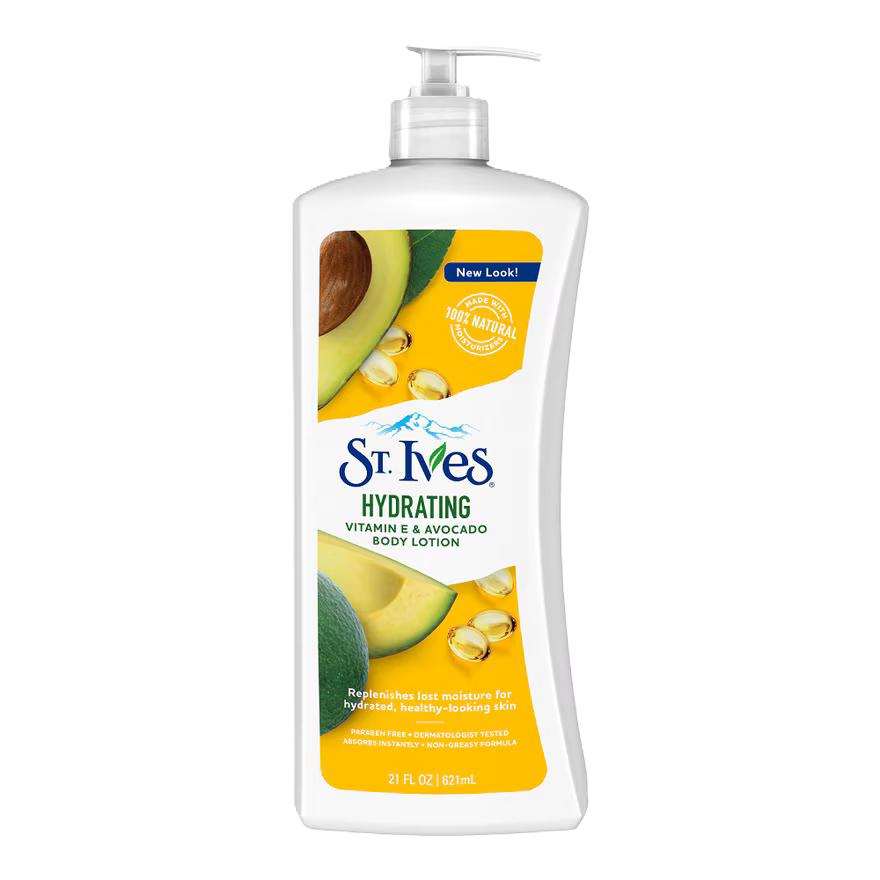 New Look!
MADE WITH
100% NATURAL
MOISTURIZERS
ST. IVES®
HYDRATING
VITAMIN E & AVOCADO
BODY LOTION
Replenishes lost moisture for
hydrated, healthy-looking skin
PARABEN FREE • DERMATOLOGIST TESTED
ABSORBS INSTANTLY • NON-GREASY FORMULA
21 FL OZ | 621mL